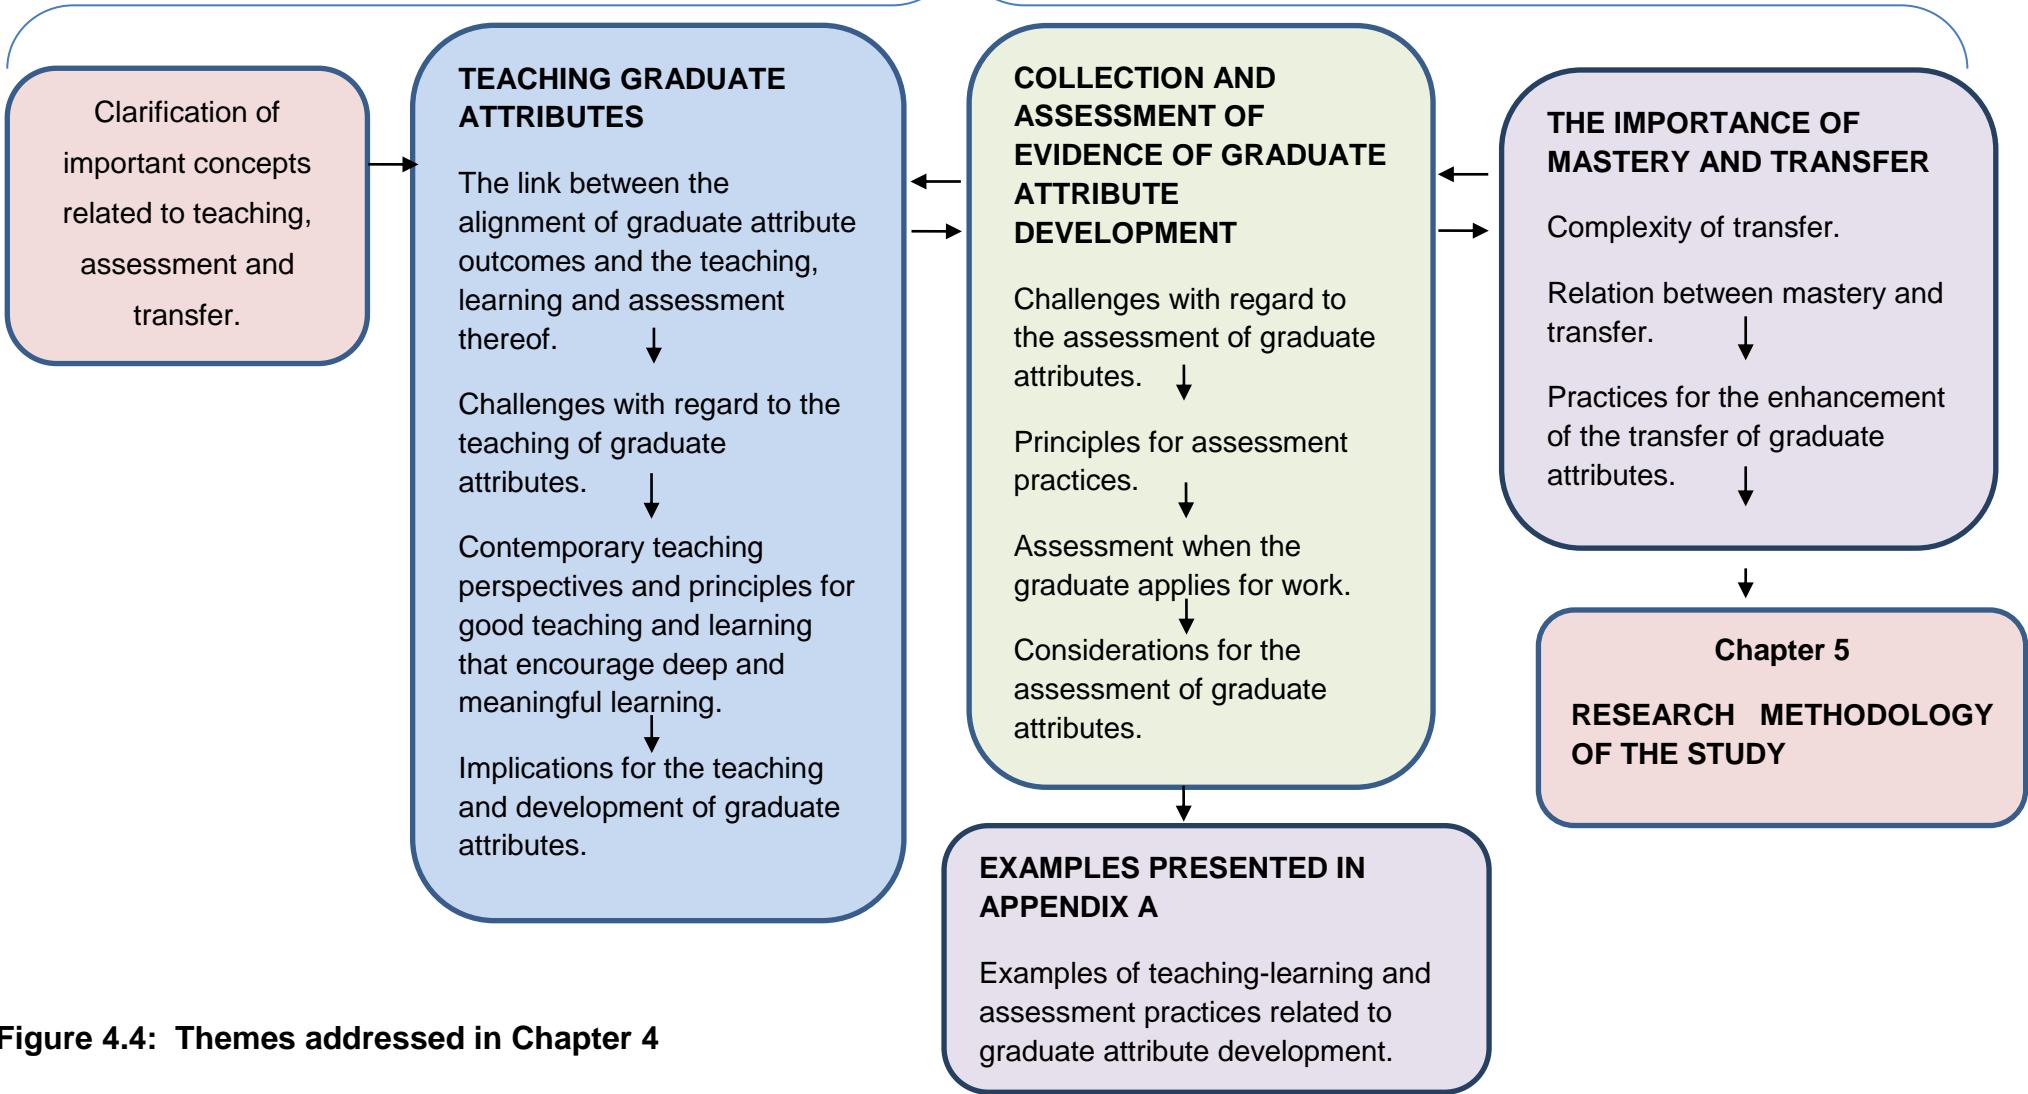 Clarification of
important concepts
related to teaching,
assessment and
transfer.
TEACHING GRADUATE
ATTRIBUTES
The link between the
alignment of graduate attribute
outcomes and the teaching,
learning and assessment
thereof.
Challenges with regard to the
teaching of graduate
attributes.
Contemporary teaching
perspectives and principles for
good teaching and learning
that encourage deep and
meaningful learning.
Implications for the teaching
and development of graduate
attributes.
COLLECTION AND
ASSESSMENT OF
EVIDENCE OF GRADUATE
ATTRIBUTE
DEVELOPMENT
Challenges with regard to
the assessment of graduate
attributes.
Principles for assessment
practices.
Assessment when the
graduate applies for work.
Considerations for the
assessment of graduate
attributes.
THE IMPORTANCE OF
MASTERY AND TRANSFER
Complexity of transfer.
Relation between mastery and
transfer.
Practices for the enhancement
of the transfer of graduate
attributes.
Chapter 5
RESEARCH METHODOLOGY
OF THE STUDY
EXAMPLES PRESENTED IN
APPENDIX A
Examples of teaching-learning and
assessment practices related to
graduate attribute development.
Figure 4.4: Themes addressed in Chapter 4